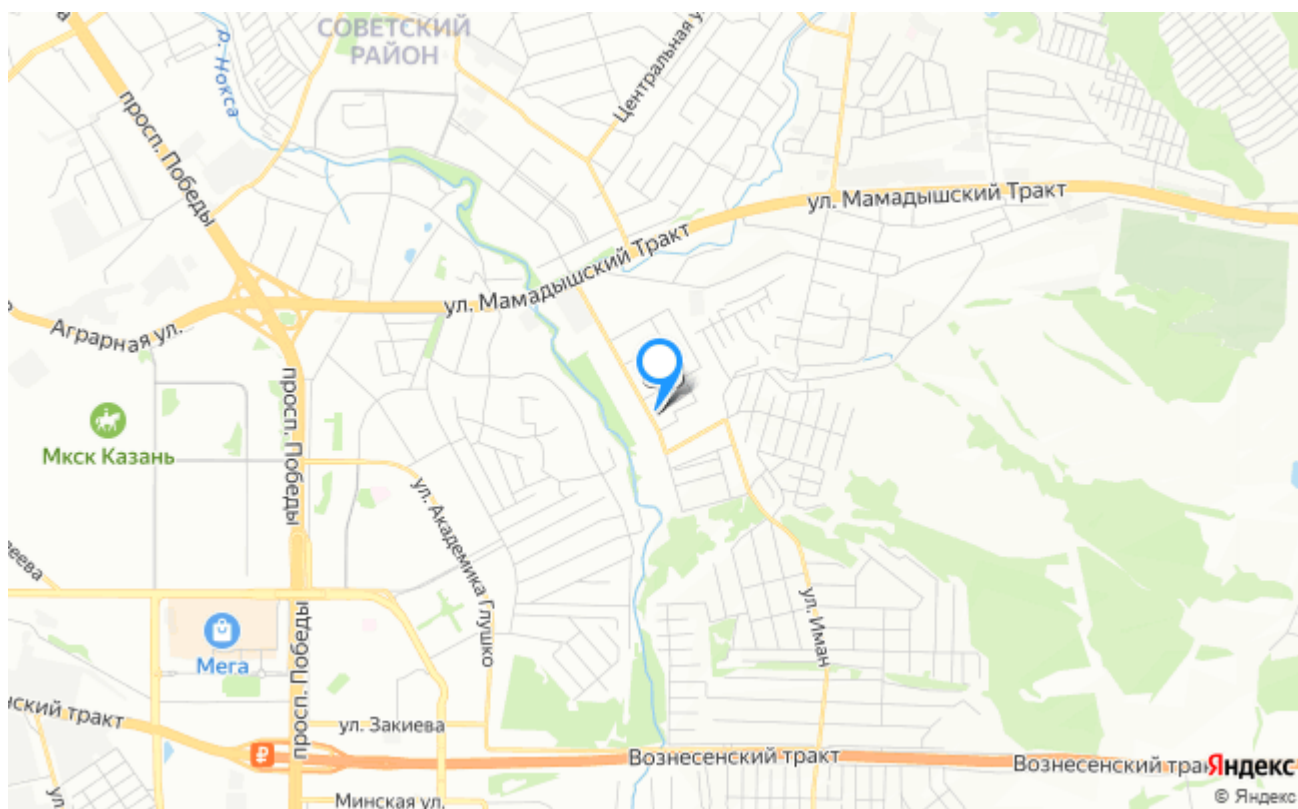 СОВЕТСКИЙ
РАЙОН
р. Нокса
Центральная у
просп. Победы
ул. Мамадышский Тракт
ул. Мамадышский Тракт
Аграрная ул.
просп. Победы
Мкск Казань
ул. Академика Глушко
еева
ул. Иман
Мега
просп. Победы
нский тракт
ул. Закиева
Вознесенский тракт
Вознесенский трак
Яндекс
ул
Минская ул.
© Яндекс